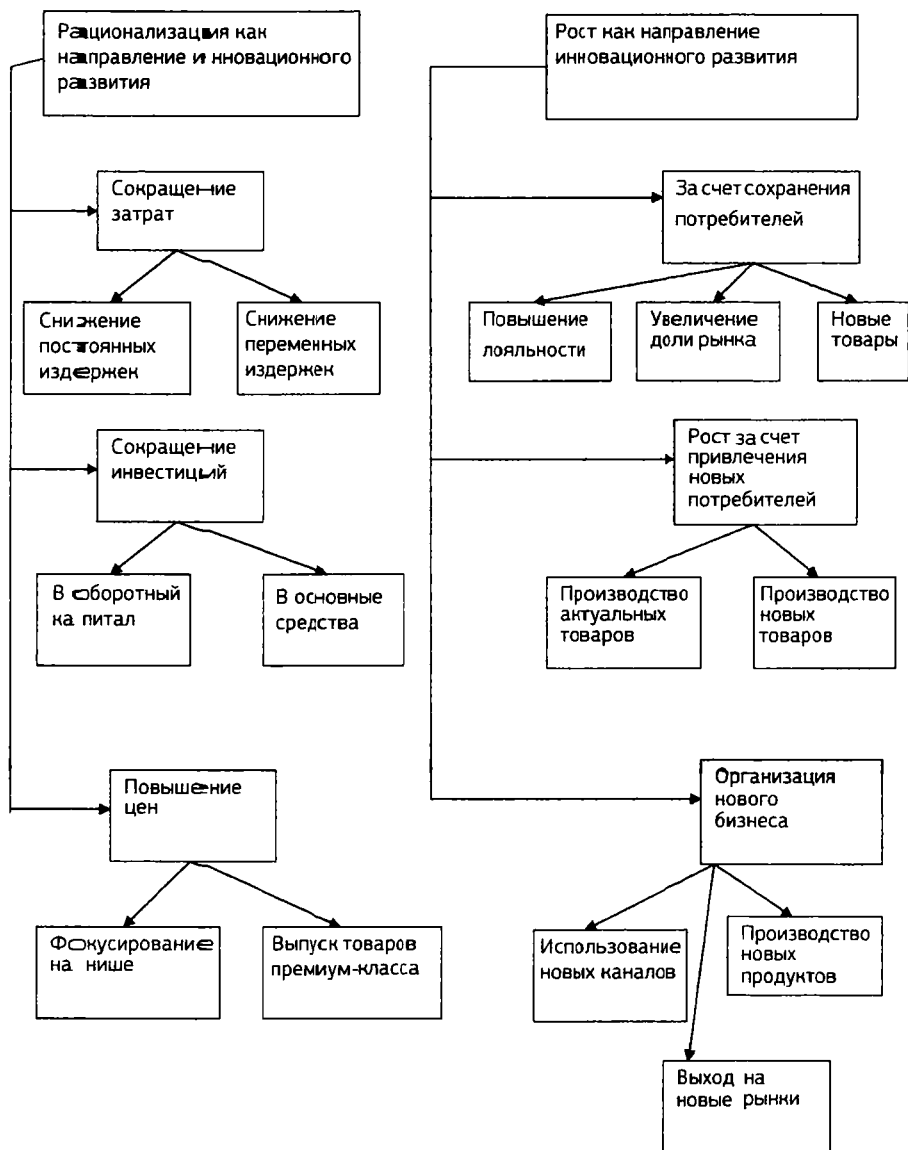 Рационализация как
направление инновационного
развития
Сокращение
затрат
Снижение
постоянных
издержек
Снижение
переменных
издержек
Сокращение
инвестиций
В оборотный
капитал
В основные
средства
Повышение
цен
Фокусирование
на нише
Выпуск товаров
премиум-класса
Рост как направление
инновационного развития
За счет сохранения
потребителей
Повышение
лояльности
Увеличение
доли рынка
Новые
товары
Рост за счет
привлечения
новых
потребителей
Производство
актуальных
товаров
Производство
новых
товаров
Организация
нового
бизнеса
Использование
новых каналов
Производство
новых
продуктов
Выход на
новые рынки